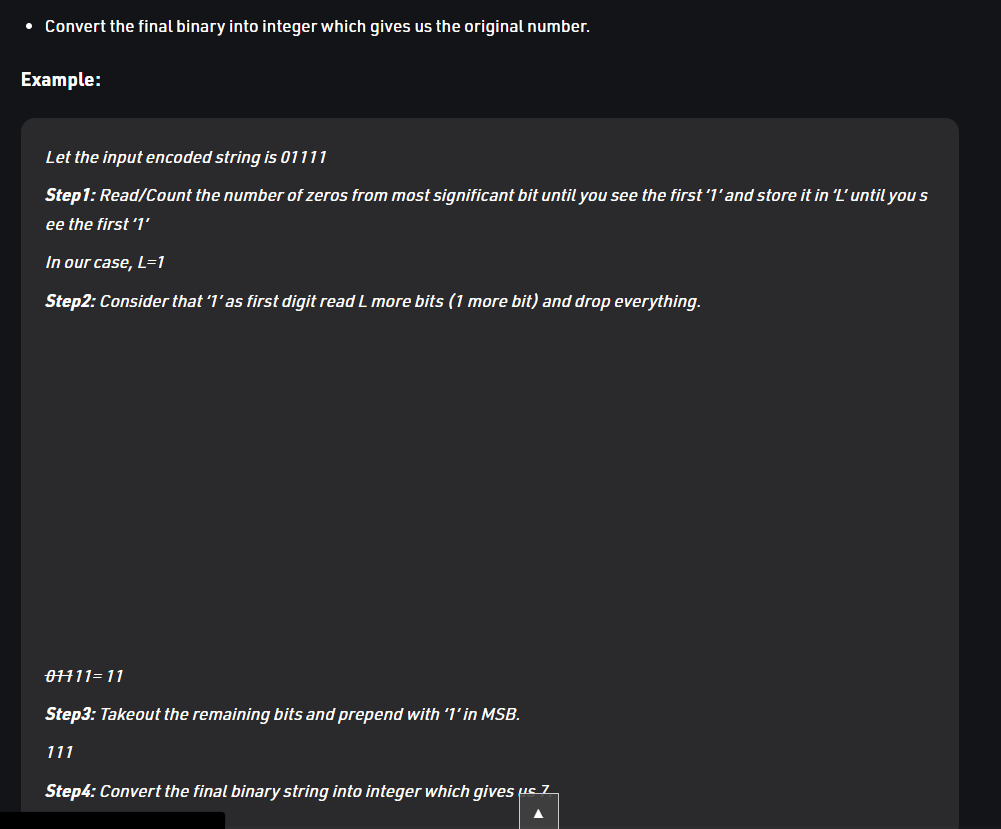 • Convert the final binary into integer which gives us the original number.
Example:
Let the input encoded string is 01111
Step1: Read/Count the number of zeros from most significant bit until you see the first ‘1’ and store it in ‘L’ until you s
ee the first ‘1’
In our case, L=1
Step2: Consider that ‘1’ as first digit read L more bits (1 more bit) and drop everything.
01111= 11
Step3: Takeout the remaining bits and prepend with ‘1’ in MSB.
111
Step4: Convert the final binary string into integer which gives us 7
▲